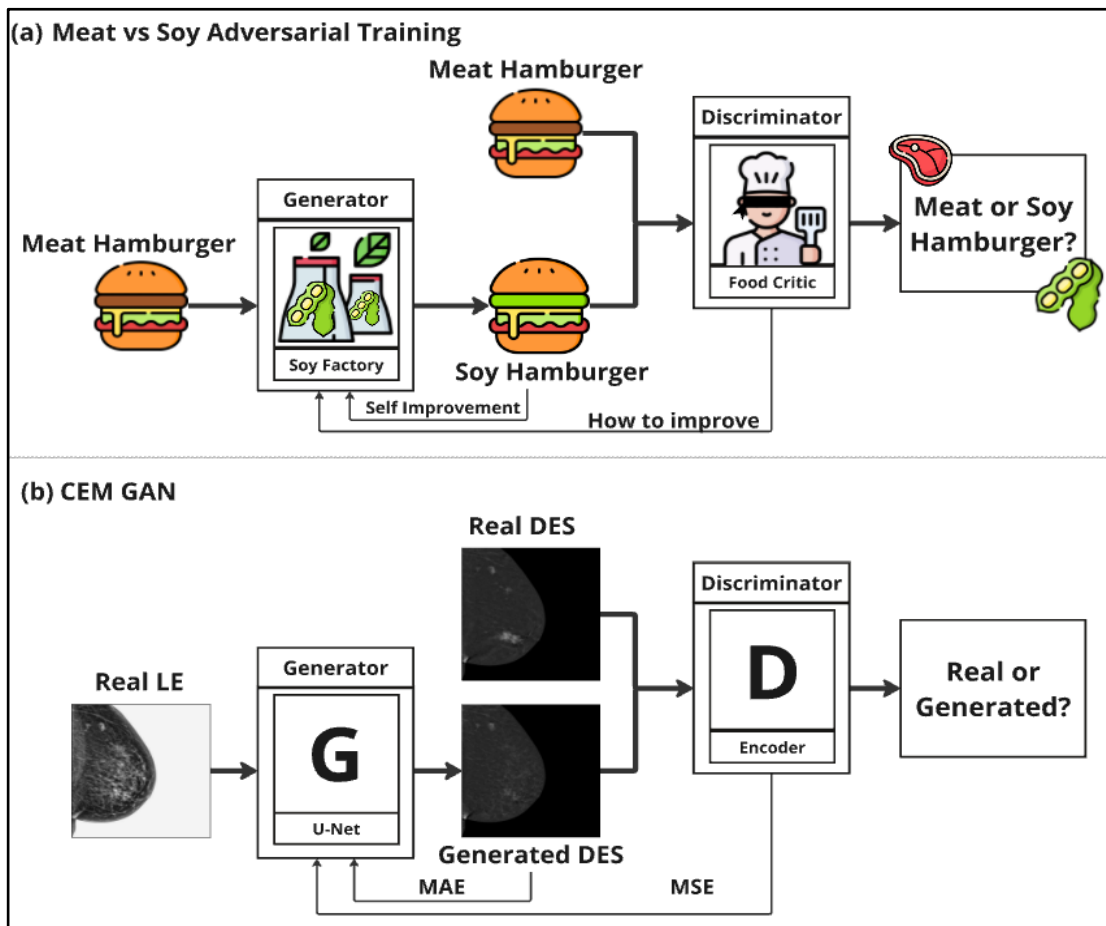 (a) Meat vs Soy Adversarial Training
Meat Hamburger
Discriminator
Generator
Meat Hamburger
Meat or Soy
Hamburger?
Food Critic
Soy Factory
Soy Hamburger
Self Improvement
How to improve
(b) CEM GAN
Real DES
Discriminator
Generator
Real LE
D
Real or
Generated?
G
Encoder
U-Net
Generated DES
MAE
MSE